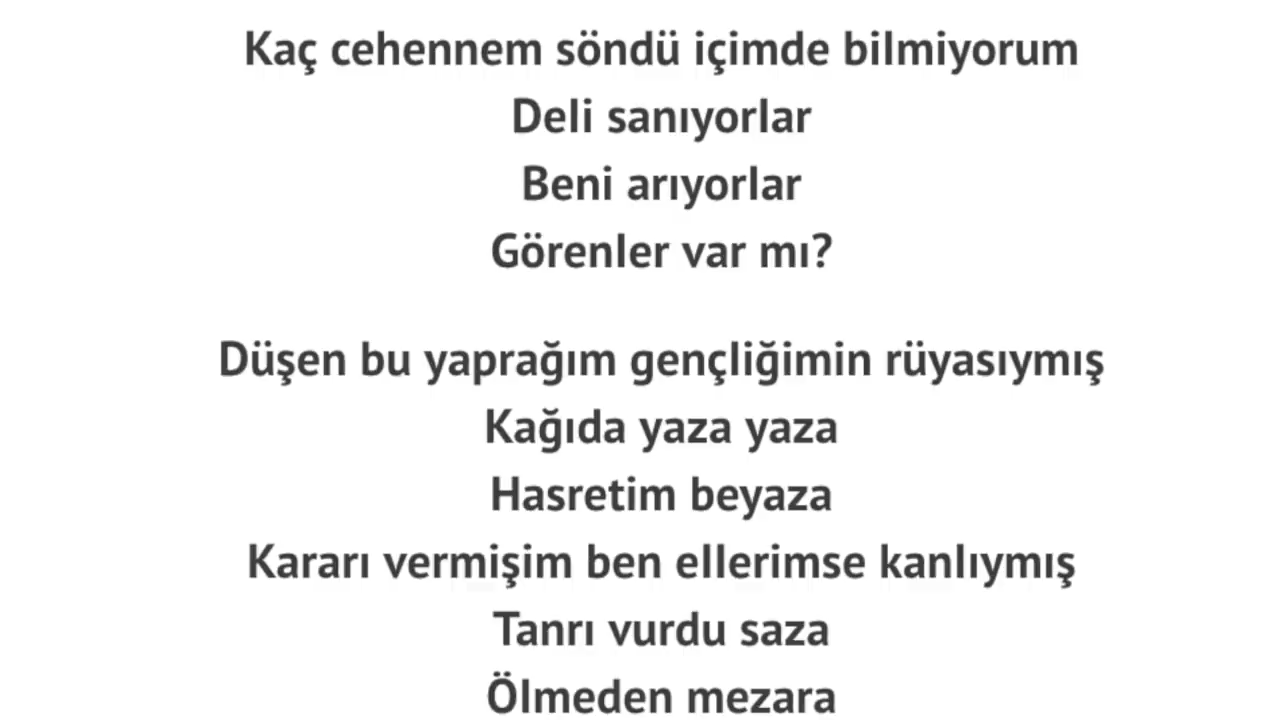 Kaç cehennem söndü içimde bilmiyorum
Deli sanıyorlar
Beni arıyorlar
Görenler var mı?
Düşen bu yaprağım gençliğimin rüyasıymış
Kağıda yaza yaza
Hasretim beyaza
Kararı vermişim ben ellerimse kanlıymış
Tanrı vurdu saza
Ölmeden mezara